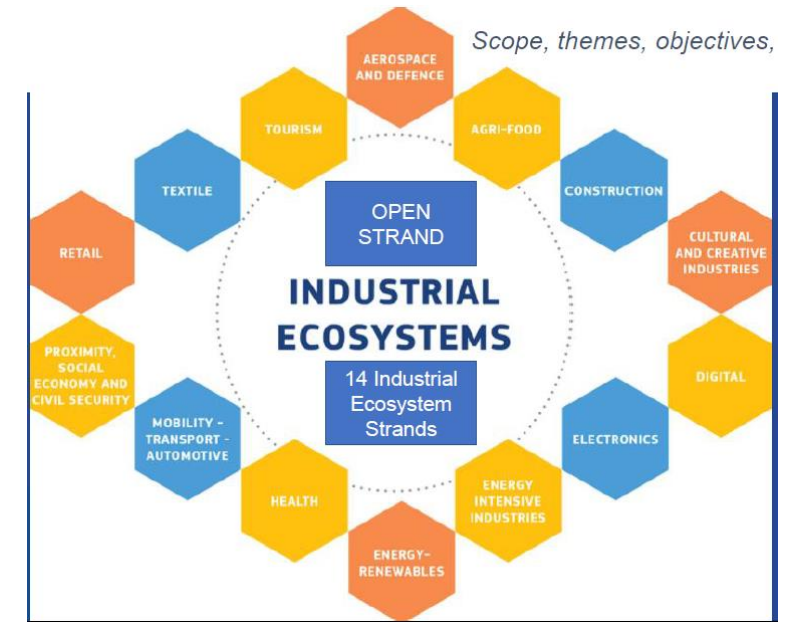 Scope, themes, objectives,
AEROSPACE
AND DEFENCE
TOURISM
AGRI-FOOD
TEXTILE
CONSTRUCTION
RETAIL
CULTURAL
AND CREATIVE
INDUSTRIES
OPEN
STRAND
INDUSTRIAL
ECOSYSTEMS
14 Industrial
Ecosystem
Strands
PROXIMITY,
SOCIAL
ECONOMY AND
CIVIL SECURITY
DIGITAL
MOBILITY -
TRANSPORT -
AUTOMOTIVE
ELECTRONICS
HEALTH
ENERGY
INTENSIVE
INDUSTRIES
ENERGY-
RENEWABLES